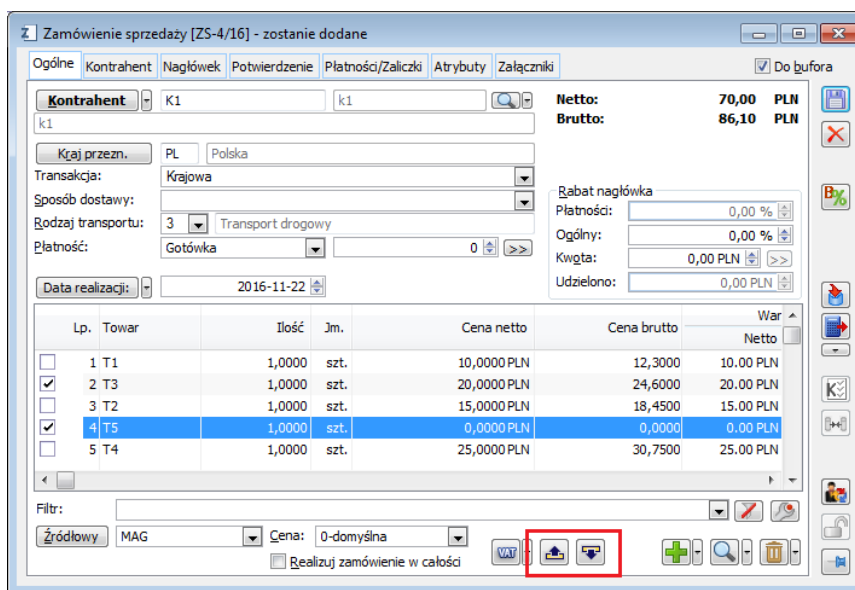 Zamówienie sprzedaży [ZS-4/16] - zostanie dodane
Ogólne Kontrahent Nagłówek Potwierdzenie Płatności/Zaliczki Atrybuty Załączniki Do bufora
Kontrahent K1 k1 Netto: 70,00 PLN
k1 Brutto: 86,10 PLN
Kraj przezn. PL Polska
Transakcja: Krajowa
Sposób dostawy: Rabat nagłówka
Rodzaj transportu: 3 Transport drogowy Płatności: 0,00 %
Płatność: Gotówka 0 >> Ogólny: 0,00 %
Kwota: 0,00 PLN >>
Data realizacji: 2016-11-22 Udzielono: 0,00 PLN
Lp. Towar Ilość Jm. Cena netto Cena brutto War
Netto
1 T1 1,0000 szt. 10,0000 PLN 12,3000 10.00 PLN
2 T3 1,0000 szt. 20,0000 PLN 24,6000 20.00 PLN
3 T2 1,0000 szt. 15,0000 PLN 18,4500 15.00 PLN
4 T5 1,0000 szt. 0,0000 PLN 0,0000 0.00 PLN
5 T4 1,0000 szt. 25,0000 PLN 30,7500 25.00 PLN
Filtr:
Źródłowy MAG Cena: 0-domyślna VAT
Realizuj zamówienie w całości